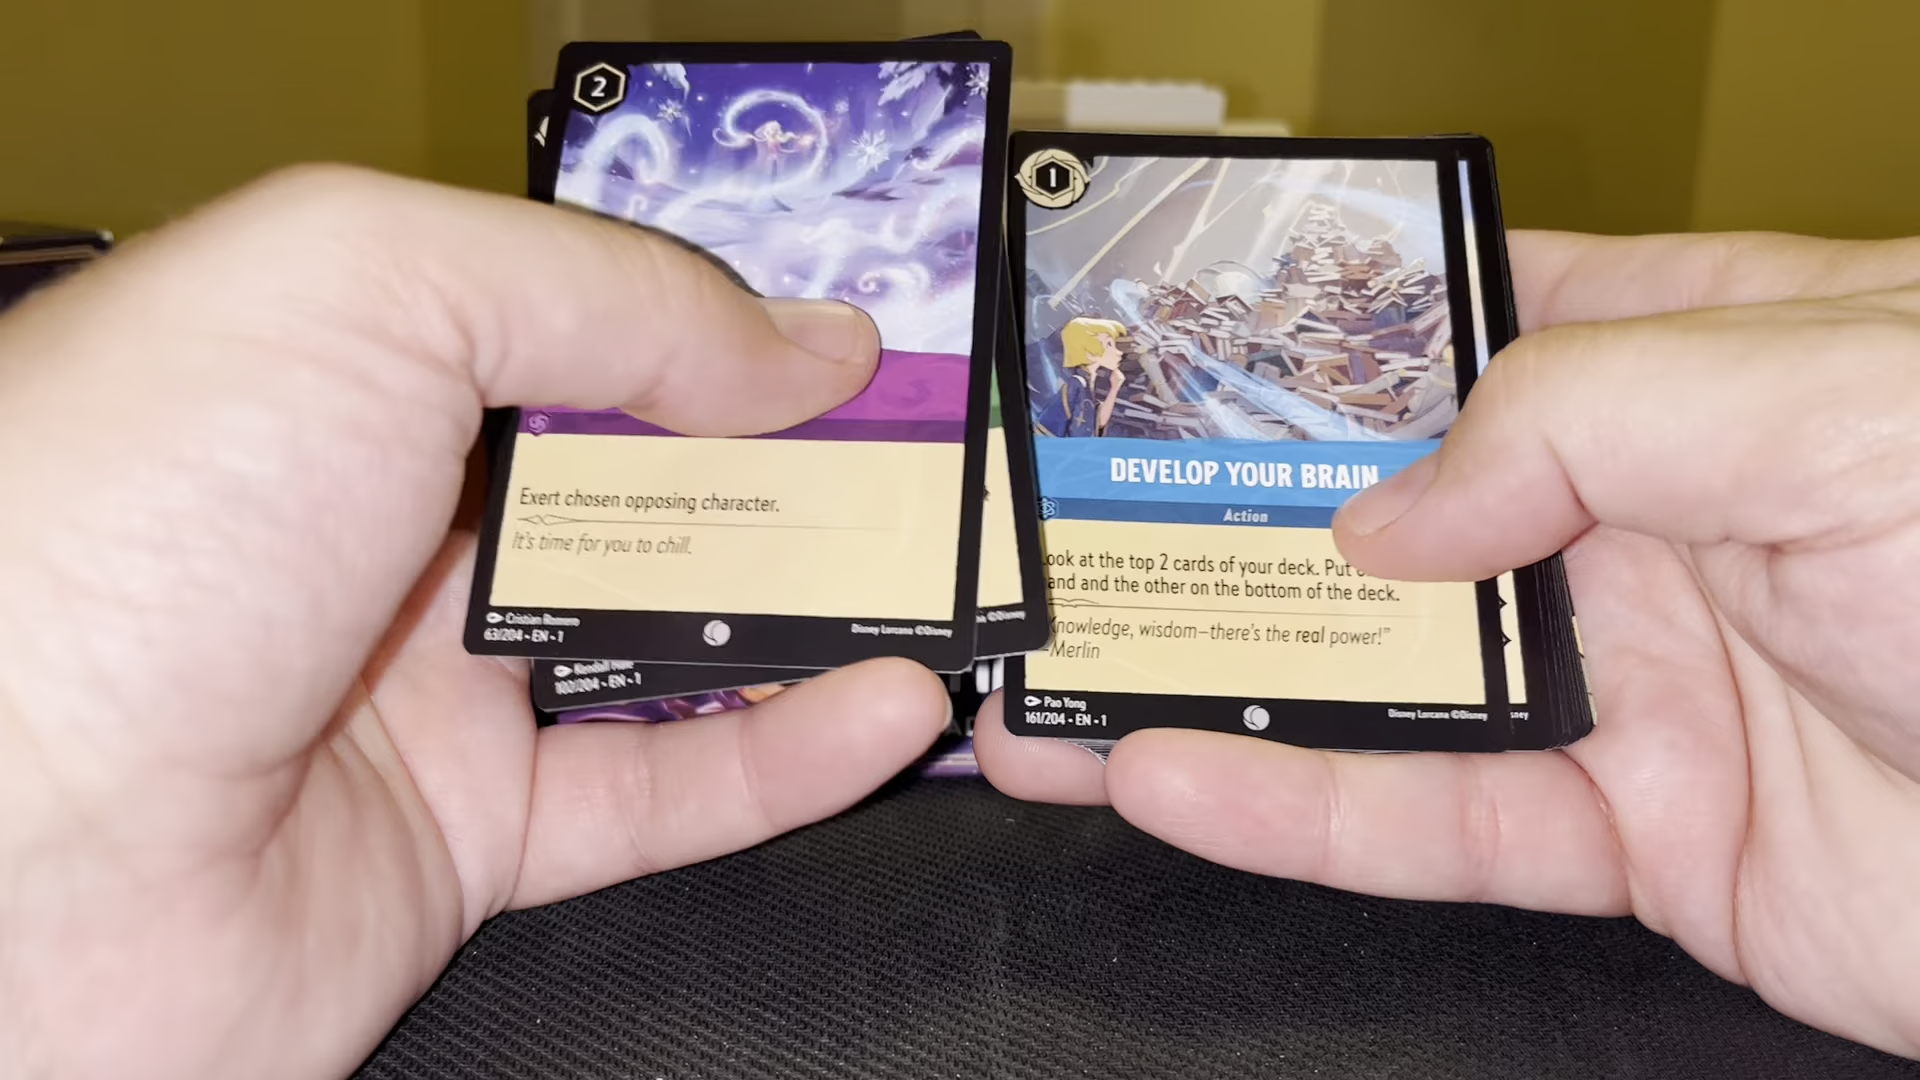 2
Exert chosen opposing character.
It's time for you to chill.
Cristian Romero
63/204 • EN • 1
Disney Lorcana ©Disney
©Disney
100/204 • EN • 1
1
DEVELOP YOUR BRAIN
Action
ook at the top 2 cards of your deck. Put
and and the other on the bottom of the deck.
Knowledge, wisdom—there's the real power!"
—Merlin
Pao Yong
161/204 • EN • 1
Disney Lorcana ©Disney
sney